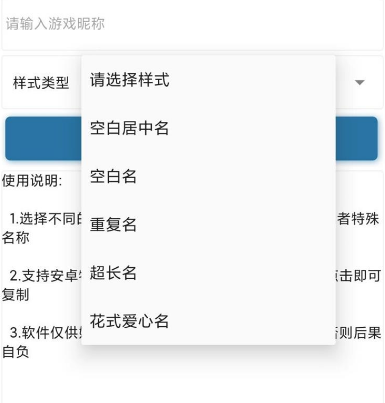 请输入游戏昵称
样式类型
请选择样式
空白居中名
空白名
重复名
超长名
花式爱心名
使用说明:
1.选择不同
者特殊
名称
2.支持安卓
点击即可
复制
3.软件仅供
否则后果
自负